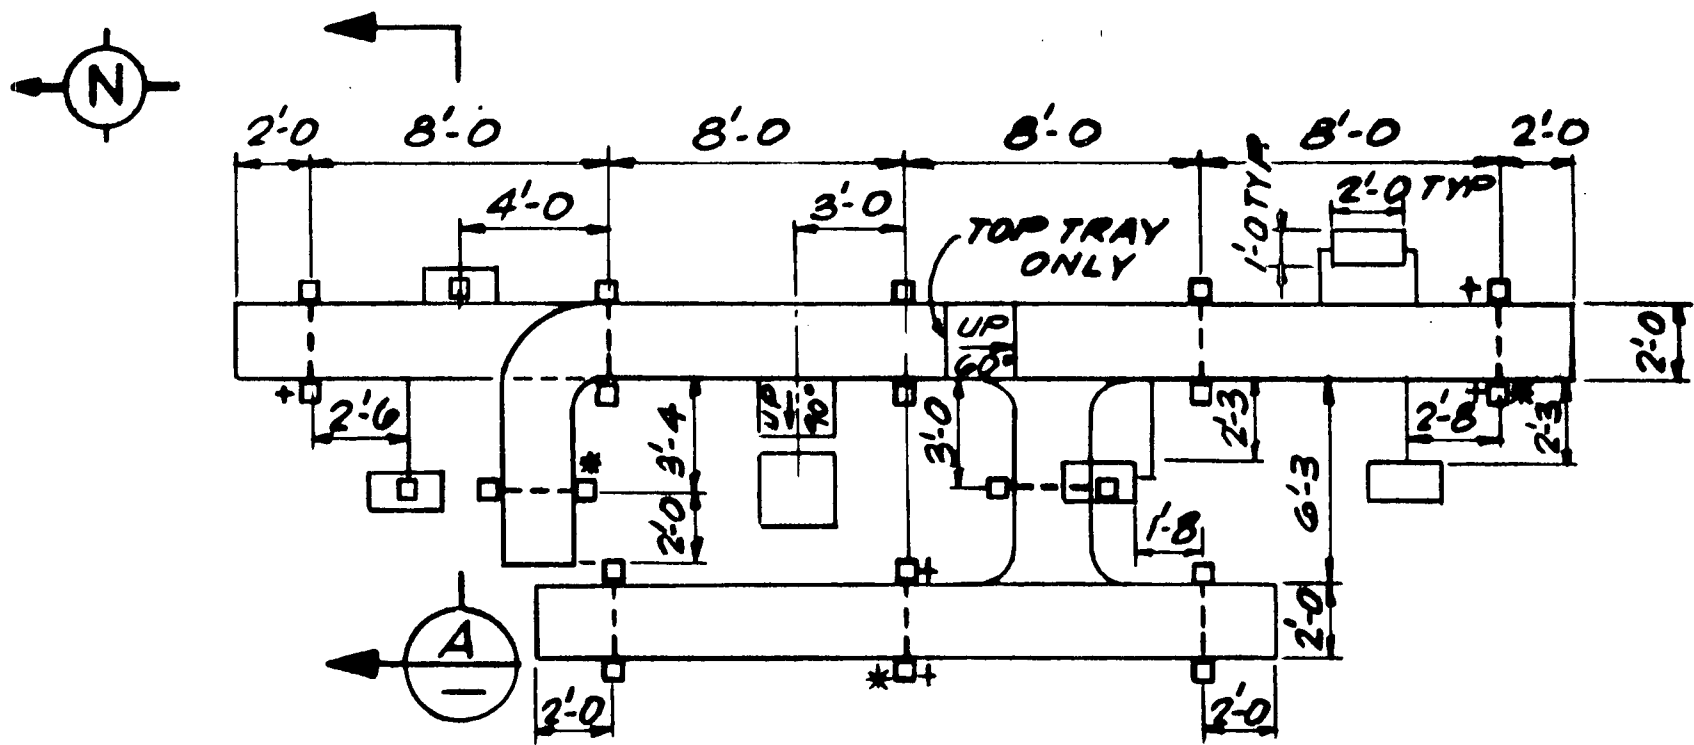 N
2'-0 8'-0 8'-0 8'-0 8'-0 2'-0
4'-0 3'-0 1'-0 TYP 2'-0 TYP
TOP TRAY
ONLY
+
UP
60°
2'-0
+
2'-6
3'-4
UP
90°
3'-0
2'-3
+ *
2'-8
2'-3
*
2'-0
1'-8
6'-3
+
A
—
2'-0
* +
2'-0 2'-0